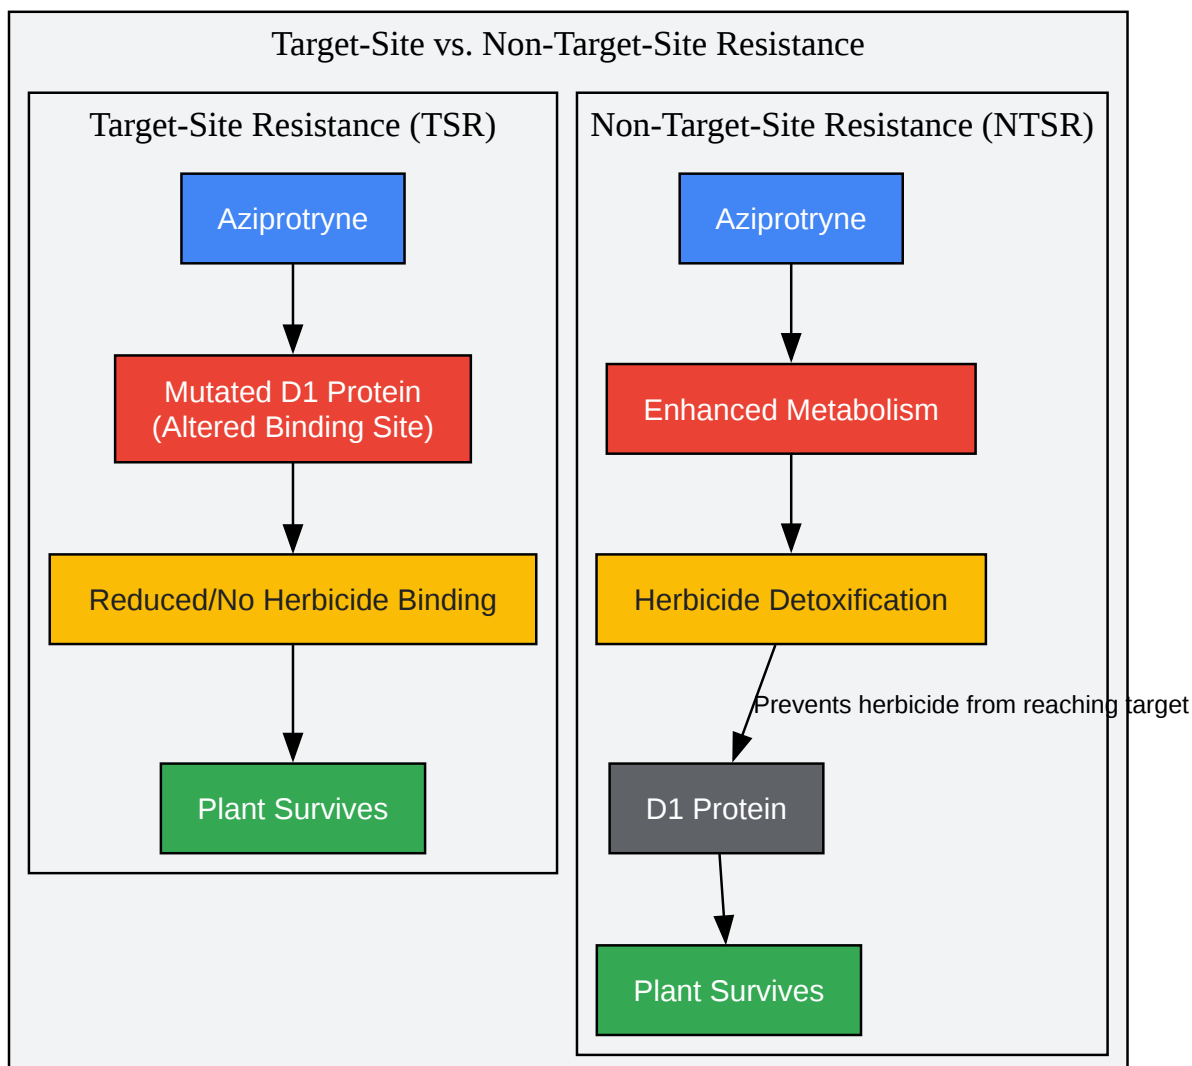 Target-Site vs. Non-Target-Site Resistance
Target-Site Resistance (TSR)
Aziprotryne
Mutated D1 Protein
(Altered Binding Site)
Reduced/No Herbicide Binding
Plant Survives
Non-Target-Site Resistance (NTSR)
Aziprotryne
Enhanced Metabolism
Herbicide Detoxification
Prevents herbicide from reaching target
D1 Protein
Plant Survives